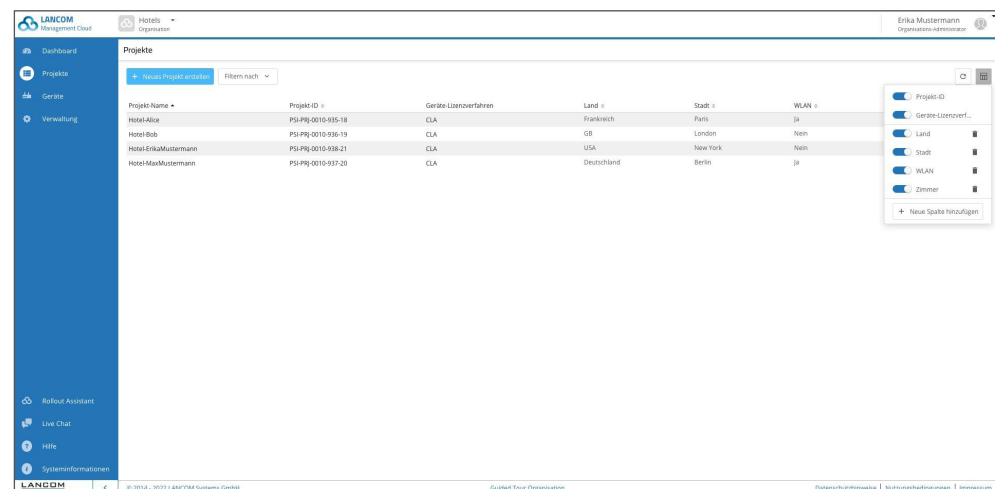 LANCOM
Management Cloud
Hotels
Organisation
Erika Mustermann
Organisations-Administrator
Dashboard
Projekte
Geräte
Verwaltung
Rollout Assistant
Live Chat
Hilfe
Systeminformationen
LANCOM
Projekte
+ Neues Projekt erstellen Filtern nach
Projekt-Name Projekt-ID Geräte-Lizenzverfahren Land Stadt WLAN
Hotel-Alice PSI-PRJ-0010-935-18 CLA Frankreich Paris Ja
Hotel-Bob PSI-PRJ-0010-936-19 CLA GB London Nein
Hotel-ErikaMustermann PSI-PRJ-0010-938-21 CLA USA New York Nein
Hotel-MaxMustermann PSI-PRJ-0010-937-20 CLA Deutschland Berlin Ja
Projekt-ID
Geräte-Lizenzverf...
Land
Stadt
WLAN
Zimmer
+ Neue Spalte hinzufügen
© 2014 - 2022 LANCOM Systems GmbH Guided Tour Organisation Datenschutzhinweise | Nutzungsbedingungen | Impressum